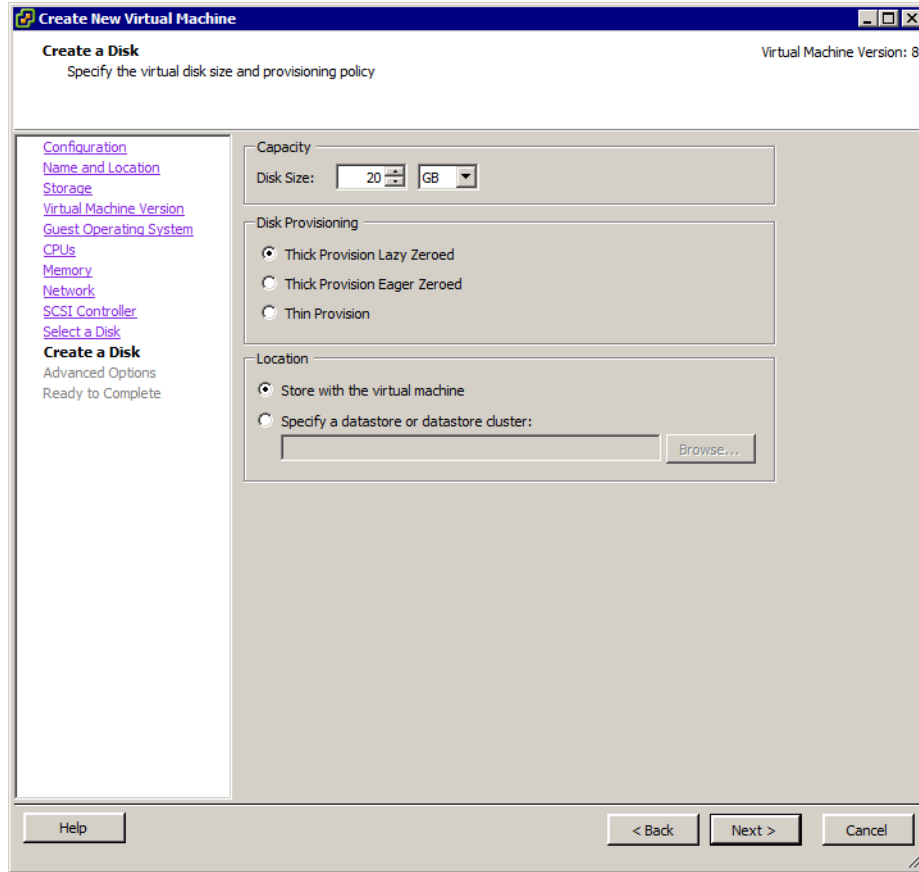 Create New Virtual Machine
Create a Disk
Specify the virtual disk size and provisioning policy
Virtual Machine Version: 8
Configuration
Name and Location
Storage
Virtual Machine Version
Guest Operating System
CPUs
Memory
Network
SCSI Controller
Select a Disk
Create a Disk
Advanced Options
Ready to Complete
Capacity
Disk Size: 20 GB
Disk Provisioning
Thick Provision Lazy Zeroed
Thick Provision Eager Zeroed
Thin Provision
Location
Store with the virtual machine
Specify a datastore or datastore cluster:
Browse...
Help
< Back
Next >
Cancel